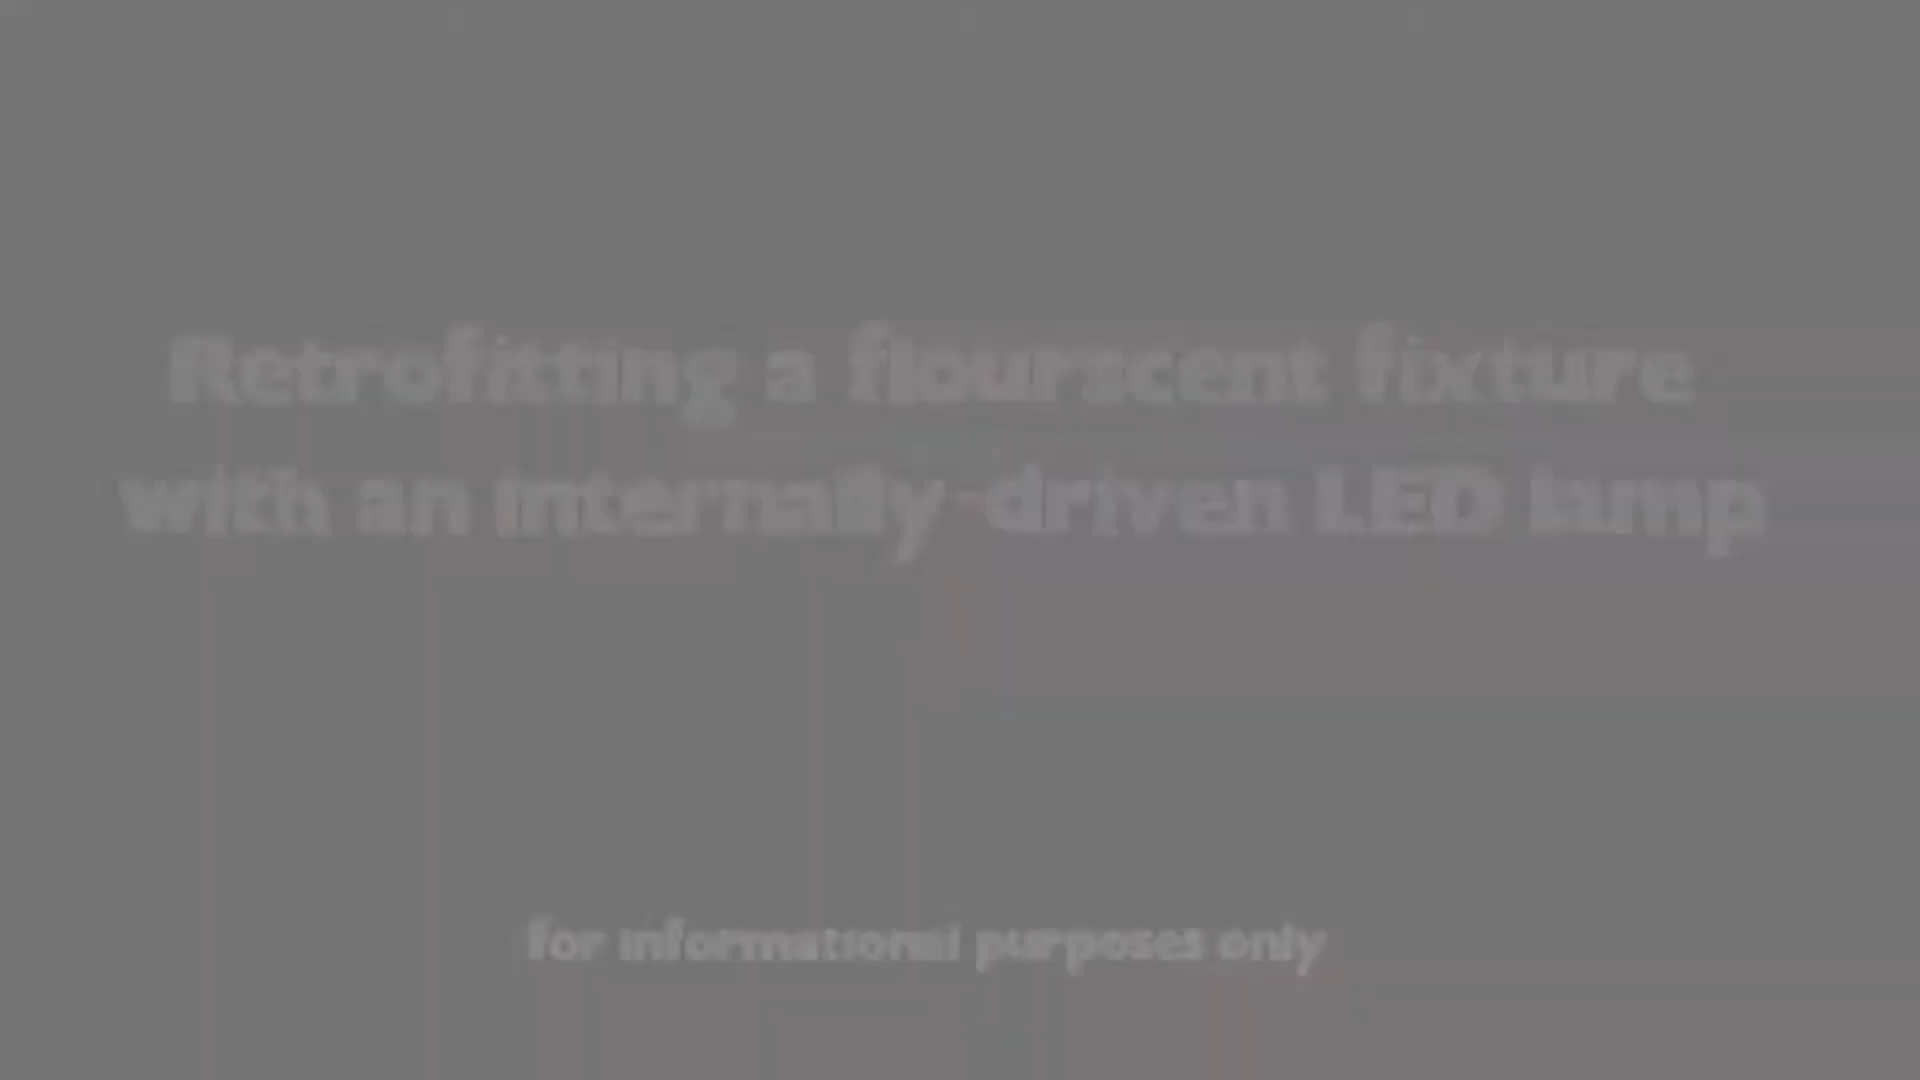 Retrofitting a flourscent fixture
with an internally-driven LED lamp
for informational purposes only